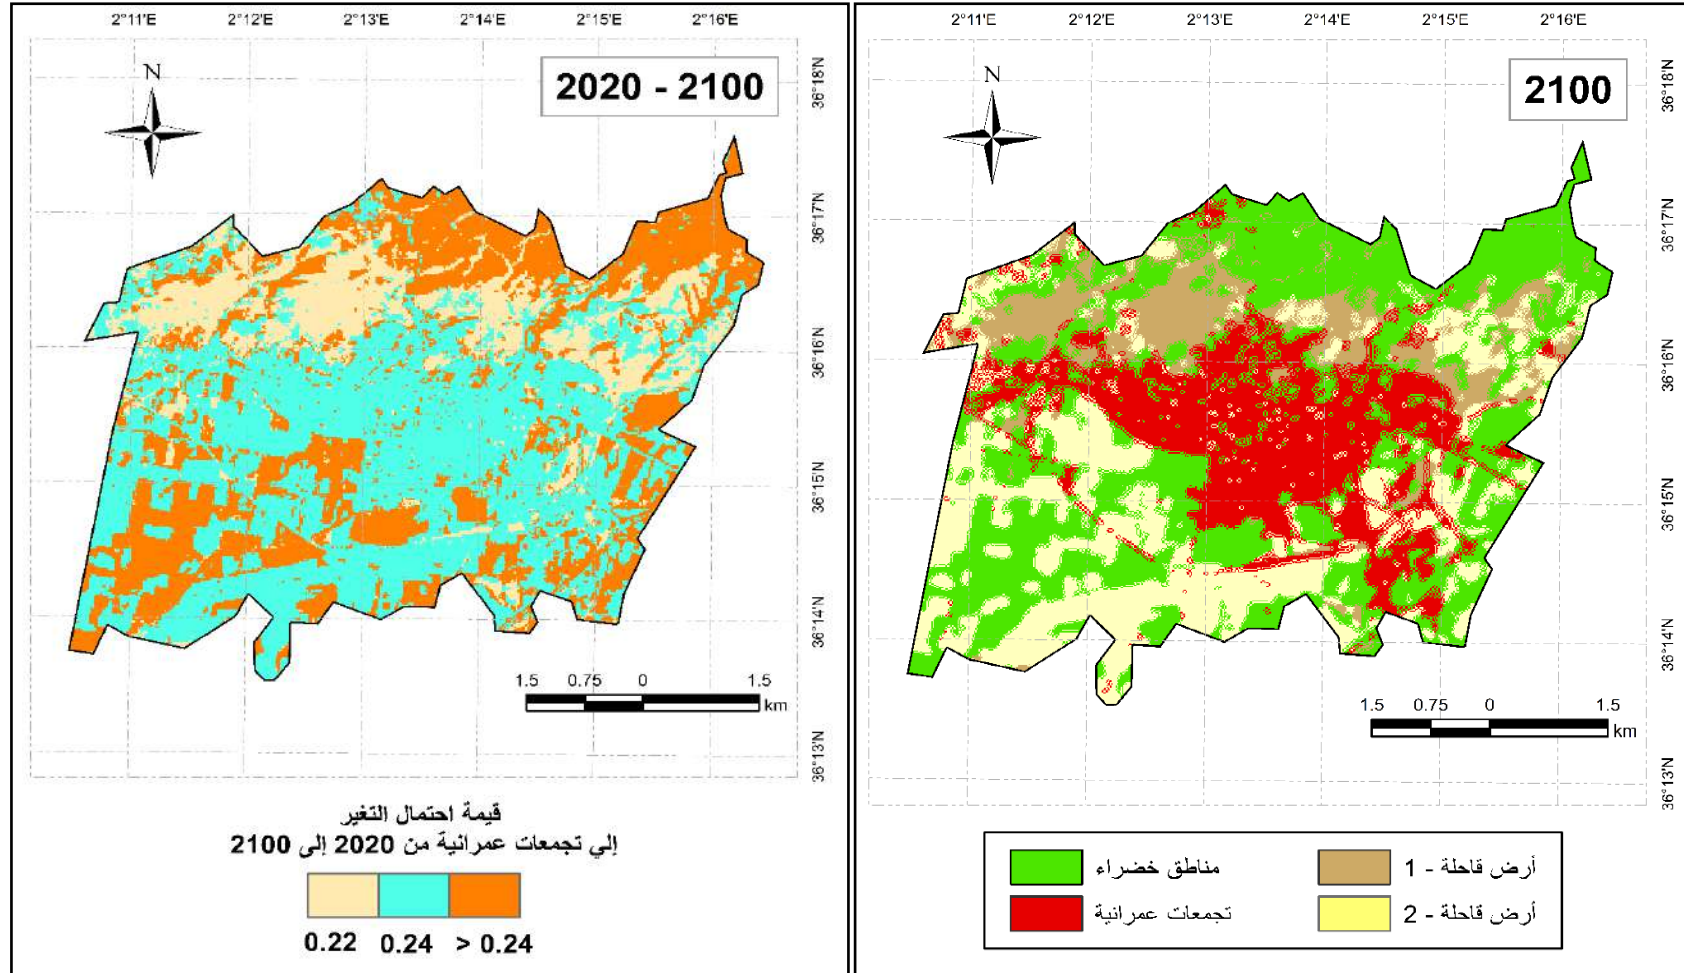 2°11'E 2°12'E 2°13'E 2°14'E 2°15'E 2°16'E
N
2020 - 2100
36°18'N
36°17'N
36°16'N
36°15'N
36°14'N
36°13'N
1.5 0.75 0 1.5
km
قيمة احتمال التغير
إلي تجمعات عمرانية من 2020 إلى 2100
0.22 0.24 > 0.24
2°11'E 2°12'E 2°13'E 2°14'E 2°15'E 2°16'E
N
2100
36°18'N
36°17'N
36°16'N
36°15'N
36°14'N
36°13'N
1.5 0.75 0 1.5
km
أرض قاحلة - 1
مناطق خضراء
أرض قاحلة - 2
تجمعات عمرانية